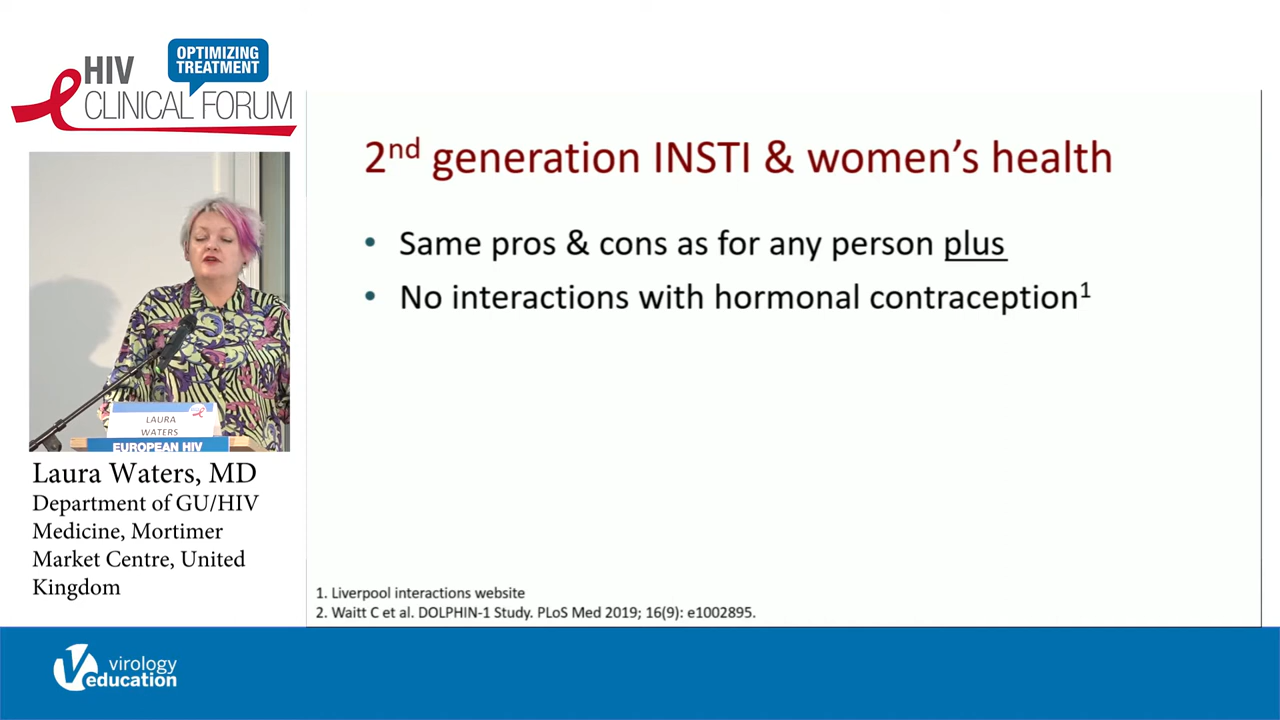 OPTIMIZING
TREATMENT
HIV
CLINICAL FORUM
2nd generation INSTI & women's health
• Same pros & cons as for any person plus
• No interactions with hormonal contraception1
LAURA
WATERS
EUROPEAN HIV
Laura Waters, MD
Department of GU/HIV
Medicine, Mortimer
Market Centre, United
Kingdom
1. Liverpool interactions website
2. Waitt C et al. DOLPHIN-1 Study. PLoS Med 2019; 16(9): e1002895.
virology
education